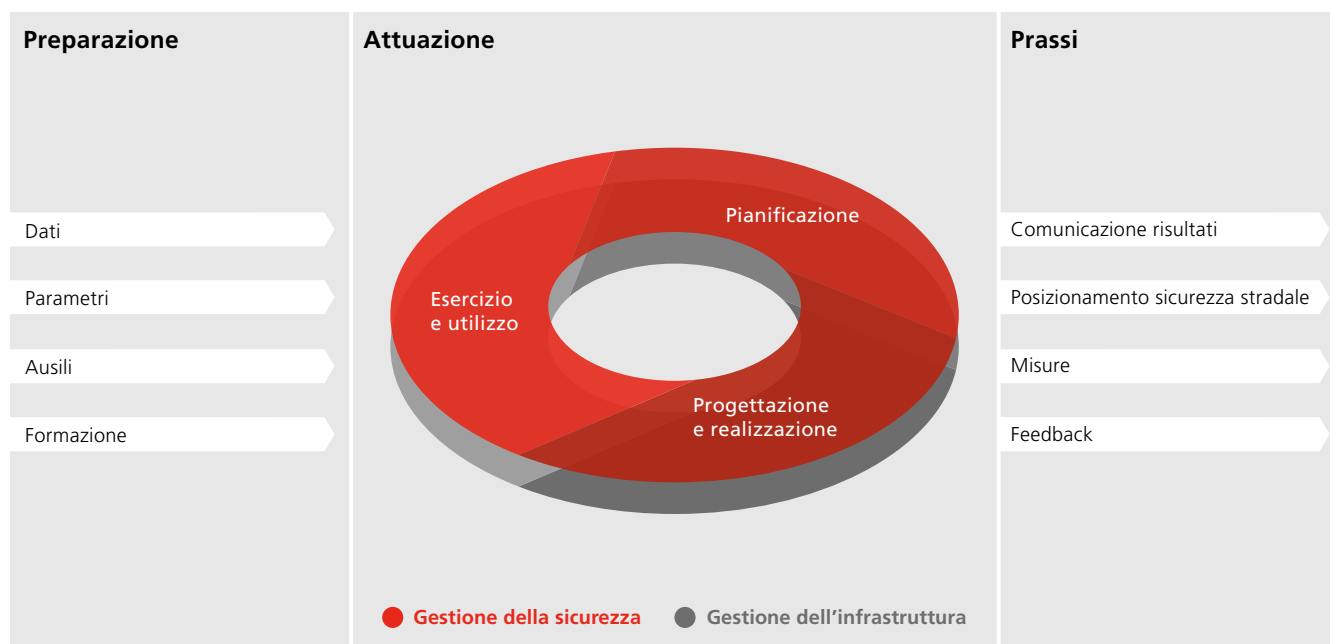 Preparazione
Dati
Parametri
Ausili
Formazione
Attuazione
Pianificazione
Esercizio
e utilizzo
Progettazione
e realizzazione
Gestione della sicurezza
Gestione dell'infrastruttura
Prassi
Comunicazione risultati
Posizionamento sicurezza stradale
Misure
Feedback